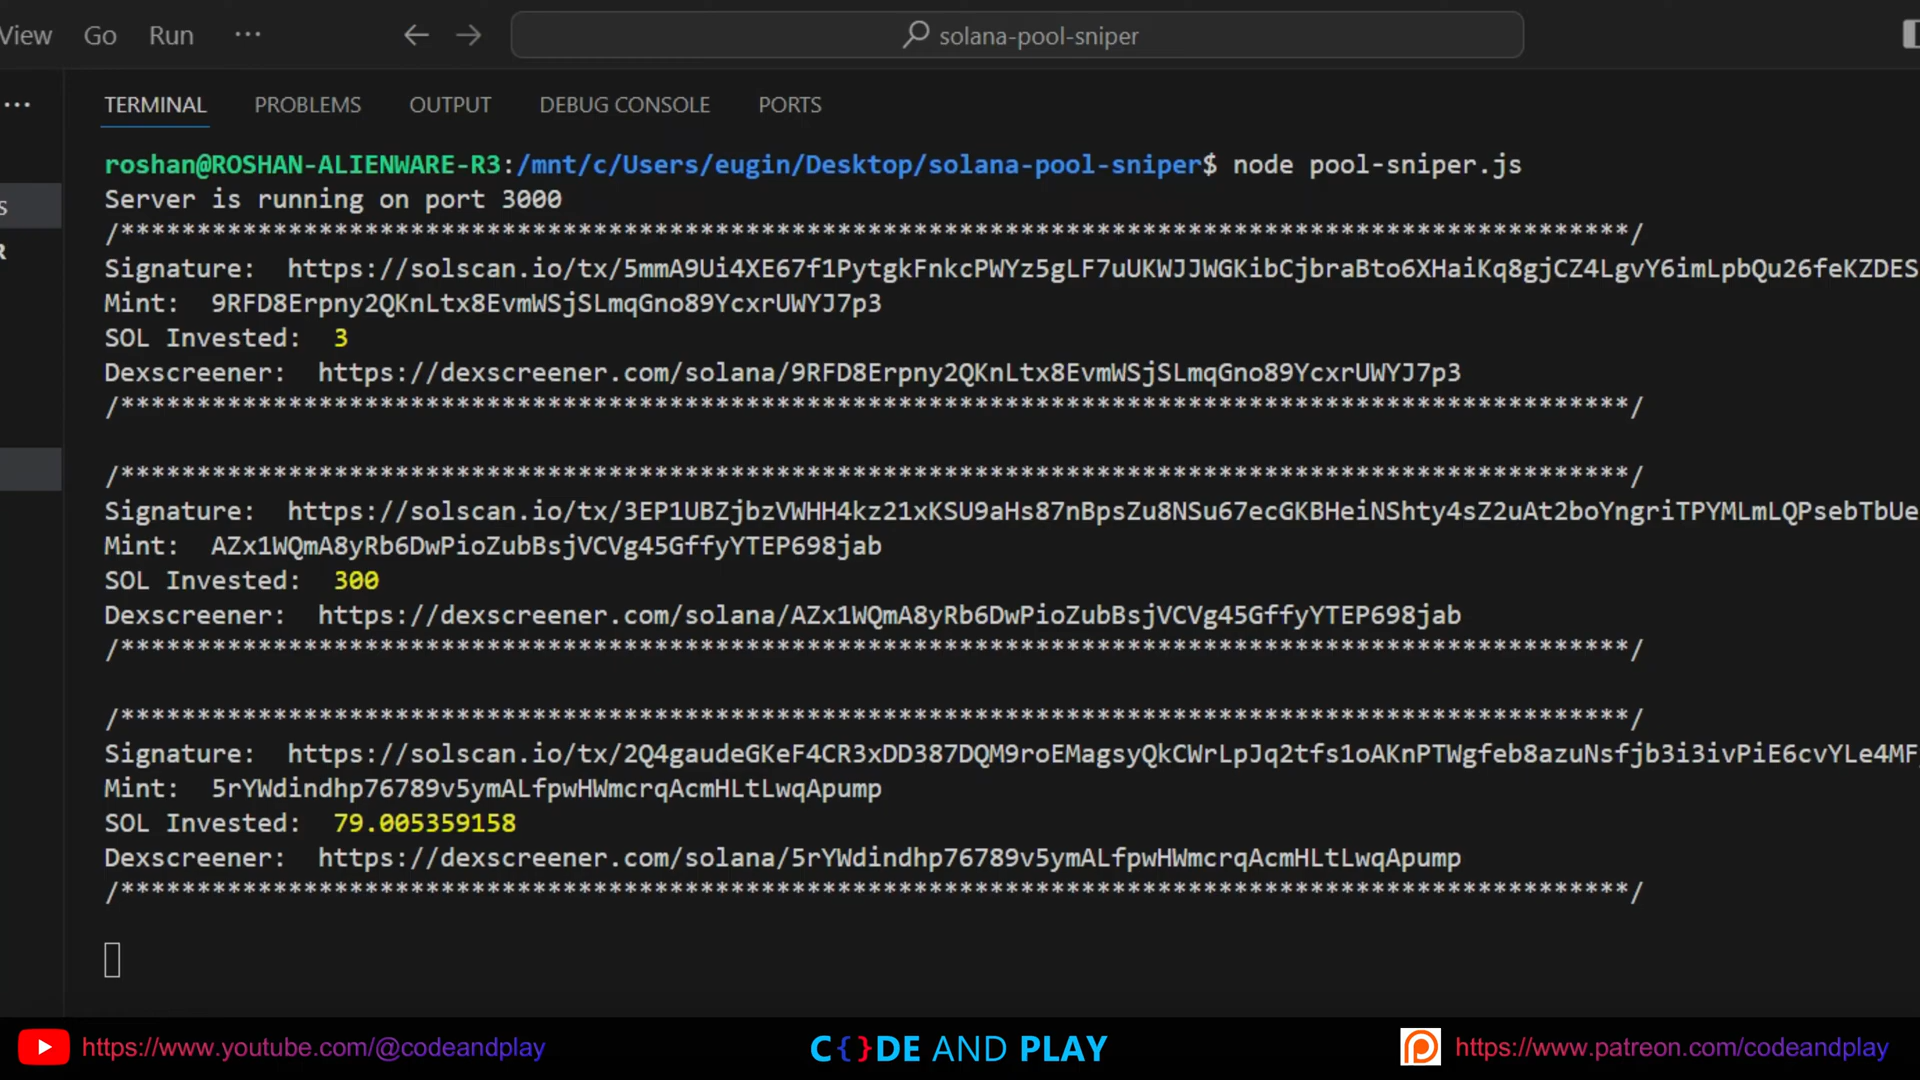 View Go Run ··· ← → solana-pool-sniper
··· TERMINAL PROBLEMS OUTPUT DEBUG CONSOLE PORTS
roshan@ROSHAN-ALIENWARE-R3:/mnt/c/Users/eugin/Desktop/solana-pool-sniper$ node pool-sniper.js
Server is running on port 3000
/***************************************************************************************************/
Signature:  https://solscan.io/tx/5mmA9Ui4XE67f1PytgkFnkcPWYz5gLF7uUKWJJWGKibCjbraBto6XHaiKq8gjCZ4LgvY6imLpbQu26feKZDES
Mint:  9RFD8Erpny2QKnLtx8EvmWSjSLmqGno89YcxrUWYJ7p3
SOL Invested:  3
Dexscreener:  https://dexscreener.com/solana/9RFD8Erpny2QKnLtx8EvmWSjSLmqGno89YcxrUWYJ7p3
/***************************************************************************************************/
/***************************************************************************************************/
Signature:  https://solscan.io/tx/3EP1UBZjbzVWHH4kz21xKSU9aHs87nBpsZu8NSu67ecGKBHeiNShty4sZ2uAt2boYngriTPYMLmLQPsebTbUe
Mint:  AZx1WQmA8yRb6DwPioZubBsjVCVg45GffyYTEP698jab
SOL Invested:  300
Dexscreener:  https://dexscreener.com/solana/AZx1WQmA8yRb6DwPioZubBsjVCVg45GffyYTEP698jab
/***************************************************************************************************/
/***************************************************************************************************/
Signature:  https://solscan.io/tx/2Q4gaudeGKeF4CR3xDD387DQM9roEMagsyQkCWrLpJq2tfs1oAKnPTWgfeb8azuNsfjb3i3ivPiE6cvYLe4MF
Mint:  5rYWdindhp76789v5ymALfpwHWmcrqAcmHLtLwqApump
SOL Invested:  79.005359158
Dexscreener:  https://dexscreener.com/solana/5rYWdindhp76789v5ymALfpwHWmcrqAcmHLtLwqApump
/***************************************************************************************************/
https://www.youtube.com/@codeandplay C{}DE AND PLAY https://www.patreon.com/codeandplay